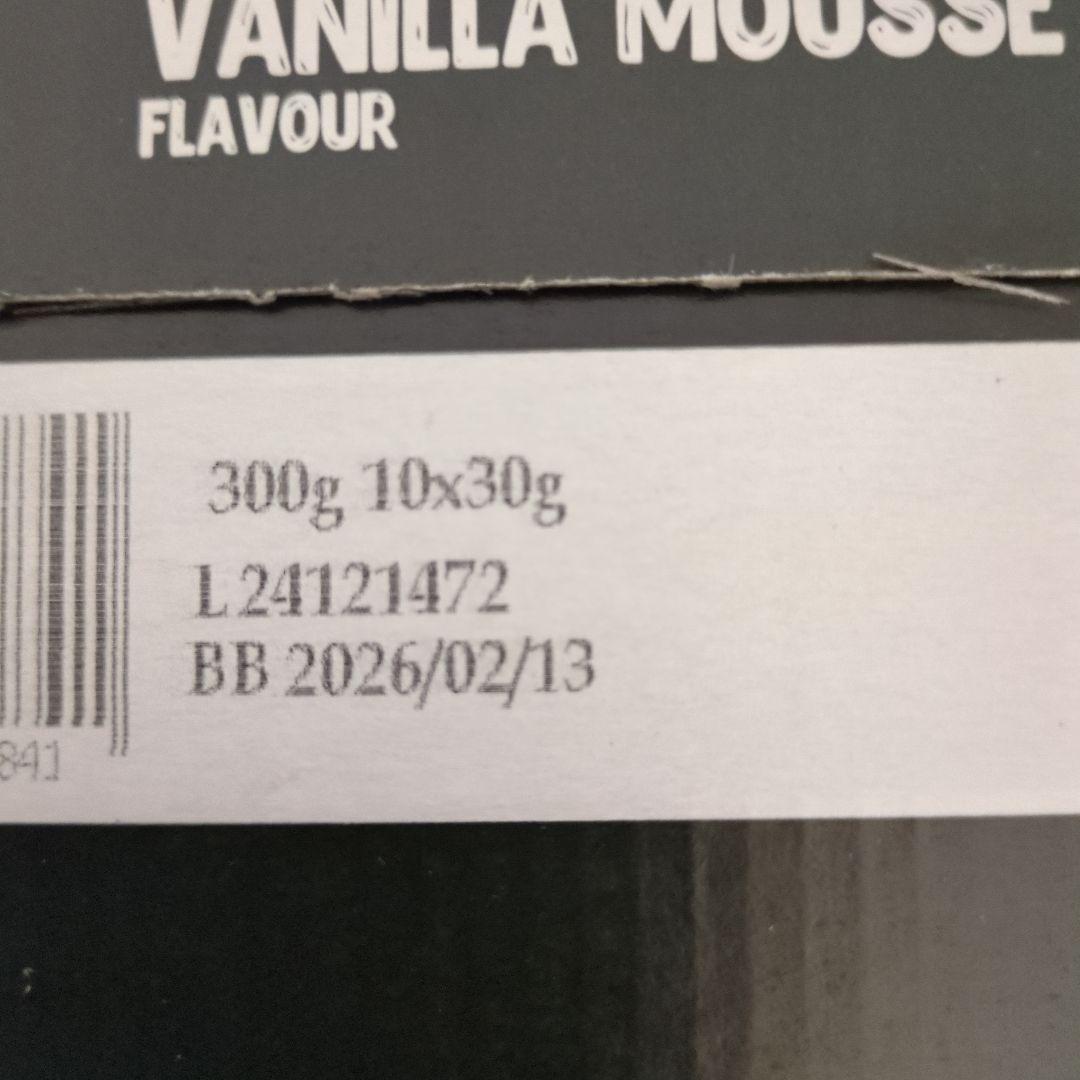 VANILLA MOUSSE
FLAVOUR
300g 10x30g
L 24121472
BB 2026/02/13
841